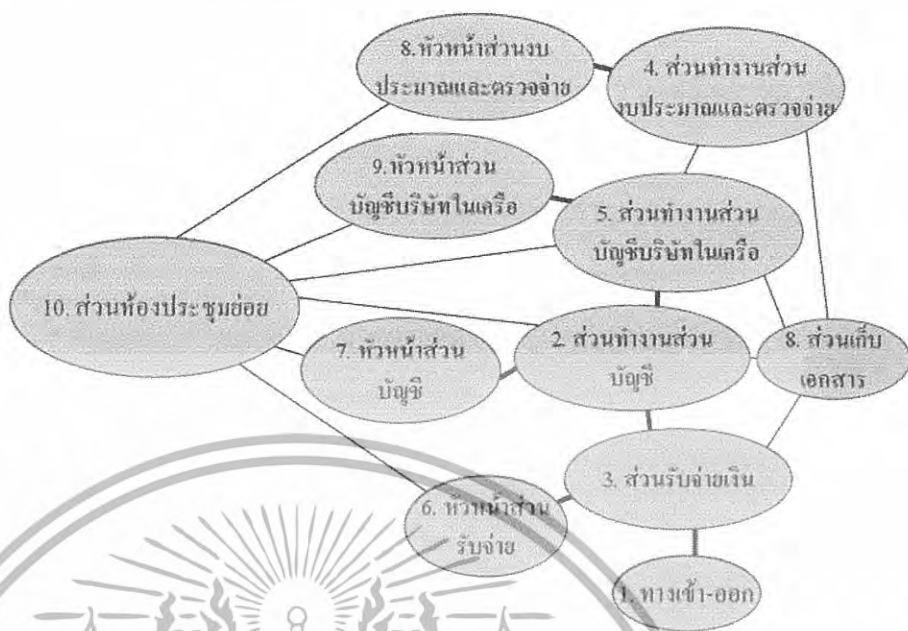 8.หัวหน้าส่วนงบ
ประมาณและตรวจจ่าย
4. ส่วนทำงานส่วน
งบประมาณและตรวจจ่าย
9.หัวหน้าส่วน
บัญชีบริษัทในเครือ
5. ส่วนทำงานส่วน
บัญชีบริษัทในเครือ
10. ส่วนห้องประชุมย่อย
7. หัวหน้าส่วน
บัญชี
2. ส่วนทำงานส่วน
บัญชี
8. ส่วนเก็บ
เอกสาร
3. ส่วนรับจ่ายเงิน
6. หัวหน้าส่วน
รับจ่าย
1. ทางเข้า-ออก